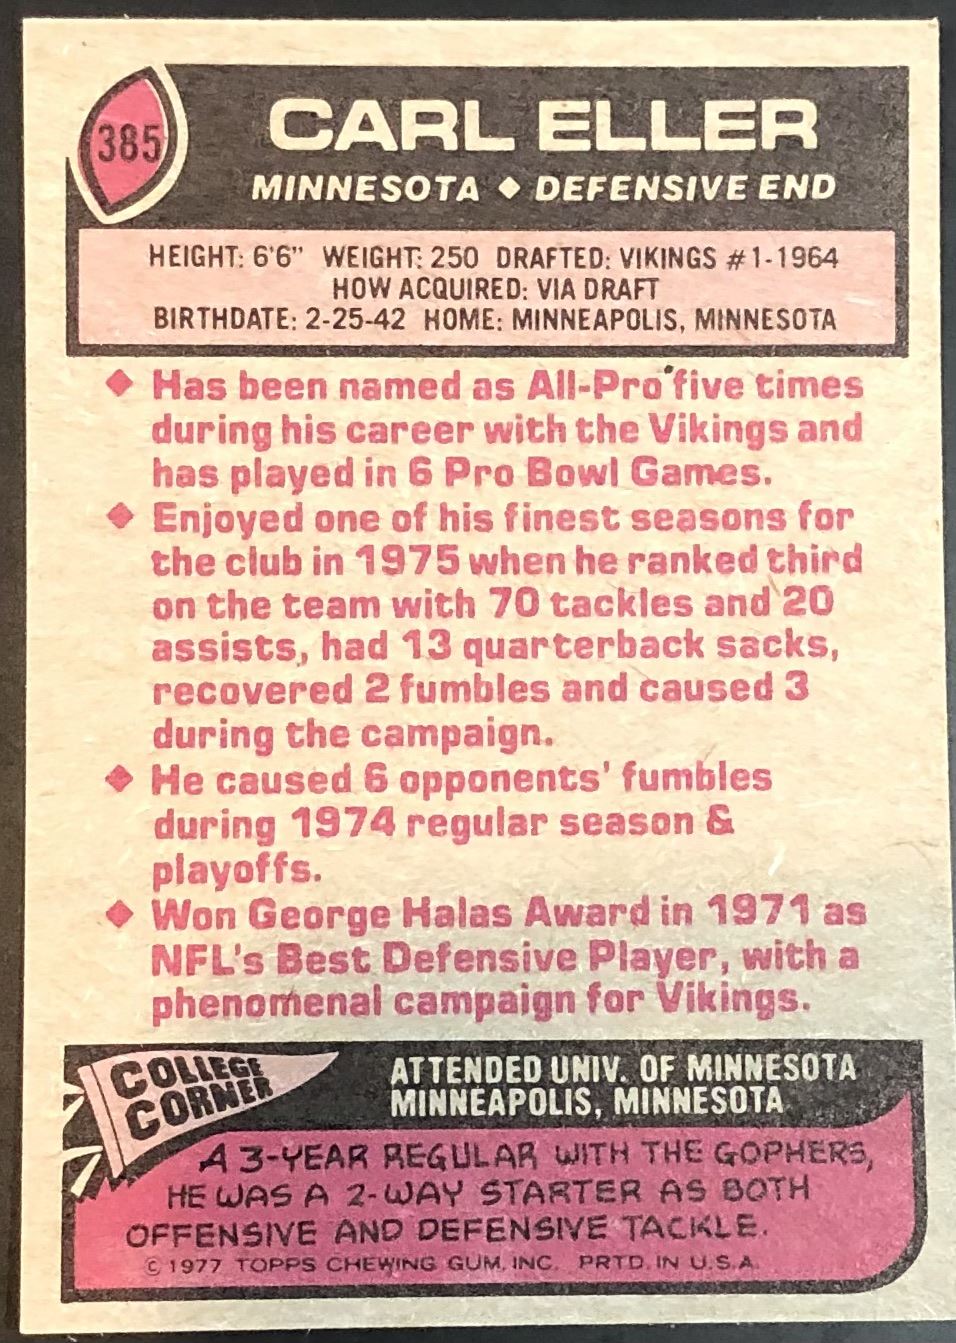 385
CARL ELLER
MINNESOTA ◆ DEFENSIVE END
HEIGHT: 6'6" WEIGHT: 250 DRAFTED: VIKINGS #1-1964
HOW ACQUIRED: VIA DRAFT
BIRTHDATE: 2-25-42 HOME: MINNEAPOLIS, MINNESOTA
◆ Has been named as All-Pro five times
during his career with the Vikings and
has played in 6 Pro Bowl Games.
◆ Enjoyed one of his finest seasons for
the club in 1975 when he ranked third
on the team with 70 tackles and 20
assists, had 13 quarterback sacks,
recovered 2 fumbles and caused 3
during the campaign.
◆ He caused 6 opponents' fumbles
during 1974 regular season &
playoffs.
◆ Won George Halas Award in 1971 as
NFL's Best Defensive Player, with a
phenomenal campaign for Vikings.
COLLEGE
CORNER
ATTENDED UNIV. OF MINNESOTA
MINNEAPOLIS, MINNESOTA
A 3-YEAR REGULAR WITH THE GOPHERS,
HE WAS A 2-WAY STARTER AS BOTH
OFFENSIVE AND DEFENSIVE TACKLE.
© 1977 TOPPS CHEWING GUM, INC. PRTD. IN U.S.A.